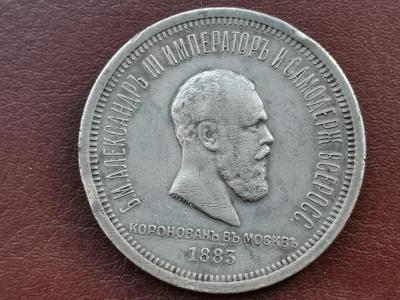 Б.М. АЛЕКСАНДРЪ III ИМПЕРАТОРЪ И САМОДЕРЖ. ВСЕРОСС.
КОРОНОВАНЪ ВЪ МОСКВѢ
1883